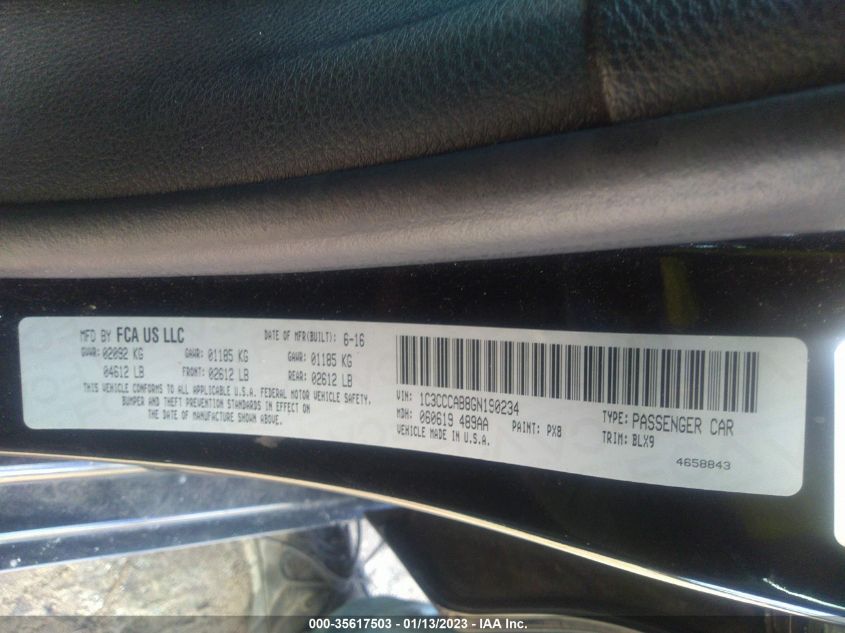 MFD BY FCA US LLC DATE OF MFR(BUILT): 6-16
GVWR: 02092 KG GAWR: 01185 KG GAWR: 01185 KG
04612 LB FRONT: 02612 LB REAR: 02612 LB
THIS VEHICLE CONFORMS TO ALL APPLICABLE U.S.A. FEDERAL MOTOR VEHICLE SAFETY,
BUMPER AND THEFT PREVENTION STANDARDS IN EFFECT ON
THE DATE OF MANUFACTURE SHOWN ABOVE.
VIN: 1C3CCCAB8GN190234 TYPE: PASSENGER CAR
MDH: 060619 489AA PAINT: PX8 TRIM: BLX9
VEHICLE MADE IN U.S.A.
4658843
000-35617503 - 01/13/2023 - IAA Inc.